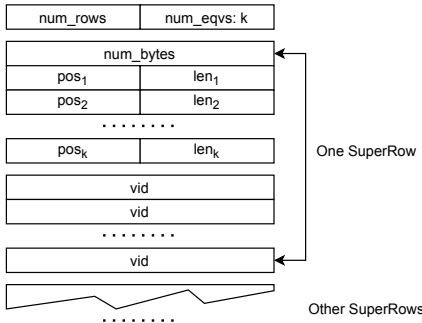 num_rows num_eqvs: k
num_bytes
pos₁ len₁
pos₂ len₂
........
posₖ lenₖ
One SuperRow
vid
vid
........
vid
Other SuperRows
........